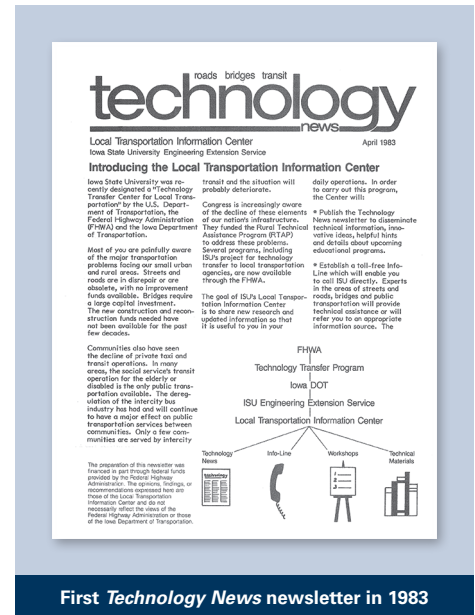 roads bridges transit
technology
news
Local Transportation Information Center
Iowa State University Engineering Extension Service
April 1983
Introducing the Local Transportation Information Center
Iowa State University was re-
cently designated a "Technology
Transfer Center for Local Trans-
portation" by the U.S. Depart-
ment of Transportation, the
Federal Highway Administration
(FHWA) and the Iowa Department
of Transportation.
Most of you are painfully aware
of the major transportation
problems facing our small urban
and rural areas. Streets and
roads are in disrepair or are
obsolete, with no improvement
funds available. Bridges require
a large capital investment.
The new construction and recon-
struction funds needed have
not been available for the past
few decades.
Communities also have seen
the decline of private taxi and
transit operations. In many
areas, the social service's transit
operation for the elderly or
disabled is the only public trans-
portation available. The dereg-
ulation of the intercity bus
industry has had and will continue
to have a major effect on public
transportation services between
communities. Only a few com-
munities are served by intercity
transit and the situation will
probably deteriorate.
Congress is increasingly aware
of the decline of these elements
of our nation's infrastructure.
They funded the Rural Technical
Assistance Program (RTAP)
to address these problems.
Several programs, including
ISU's project for technology
transfer to local transportation
agencies, are now available
through the FHWA.
The goal of ISU's Local Transpor-
tation Information Center
is to share new research and
updated information so that
it is useful to you in your
daily operations. In order
to carry out this program,
the Center will:
* Publish the Technology
News newsletter to disseminate
technical information, inno-
vative ideas, helpful hints
and details about upcoming
educational programs.
* Establish a toll-free Info-
Line which will enable you
to call ISU directly. Experts
in the areas of streets and
roads, bridges and public
transportation will provide
technical assistance or will
refer you to an appropriate
information source. The
FHWA
Technology Transfer Program
Iowa DOT
ISU Engineering Extension Service
Local Transportation Information Center
Technology
News
Info-Line
Workshops
Technical
Materials
technology
1
2
3
The preparation of this newsletter was
financed in part through federal funds
provided by the Federal Highway
Administration. The opinions, findings, or
recommendations expressed here are
those of the Local Transportation
Information Center and do not
necessarily reflect the views of the
Federal Highway Administration or those
of the Iowa Department of Transportation.
First Technology News newsletter in 1983